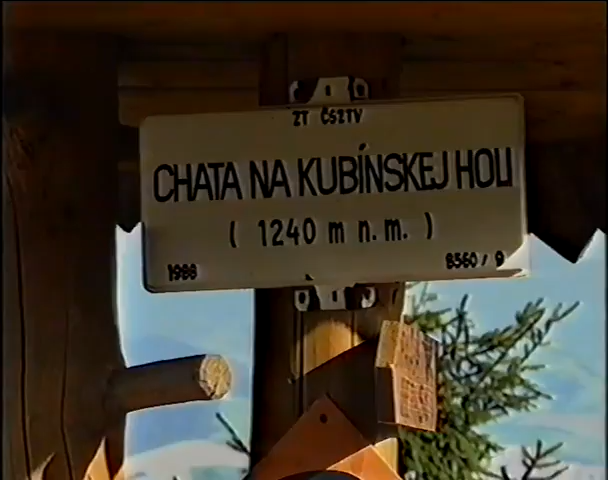 ZT ČSZTV
CHATA NA KUBÍNSKEJ HOLI
( 1240 m n.m. )
1988
8560 / 9